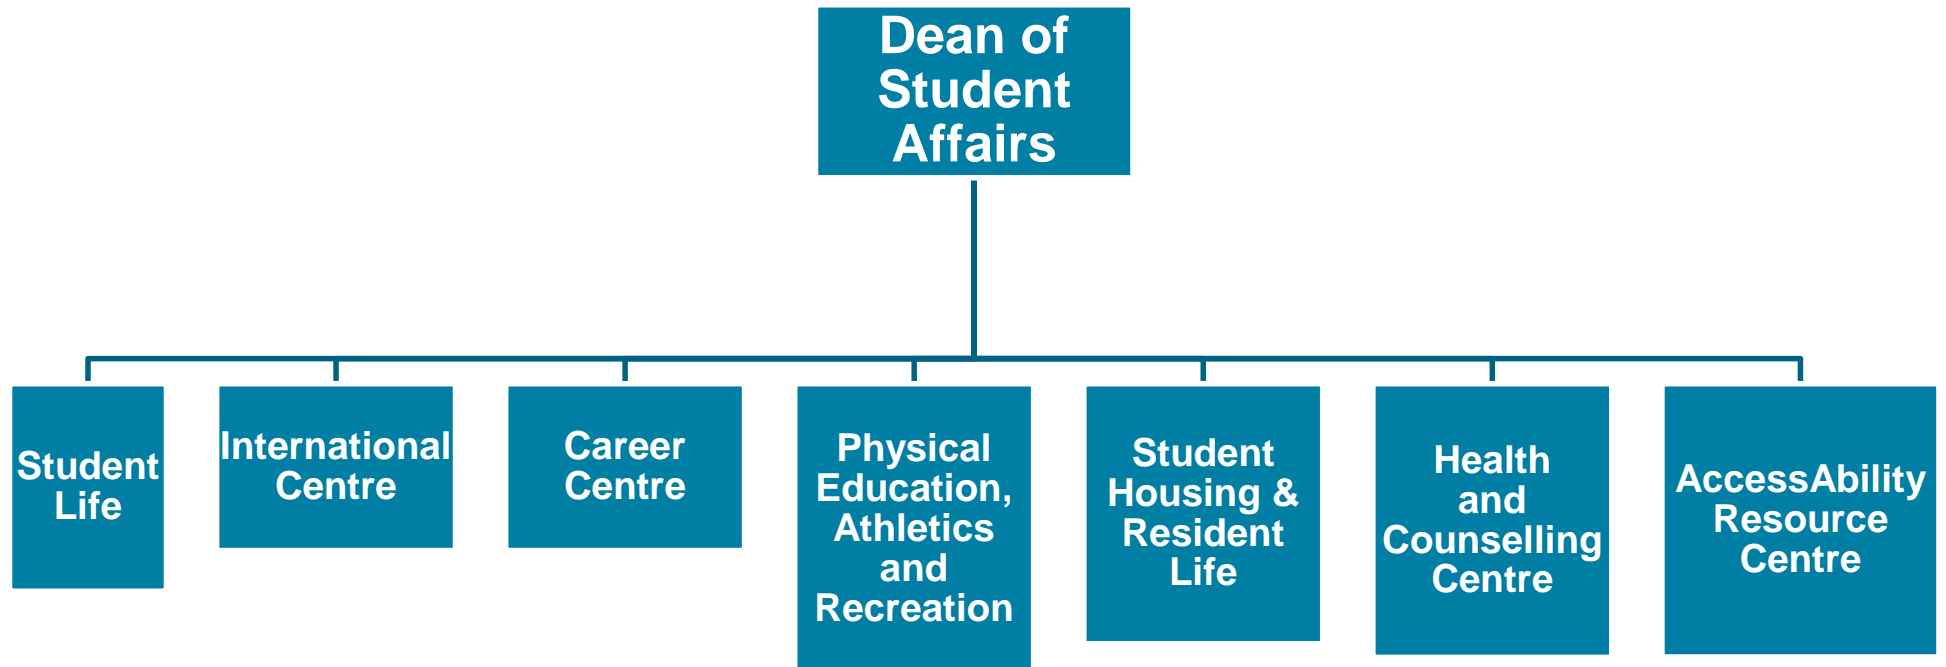 Dean of
Student
Affairs
Student
Life
International
Centre
Career
Centre
Physical
Education,
Athletics
and
Recreation
Student
Housing &
Resident
Life
Health
and
Counselling
Centre
AccessAbility
Resource
Centre